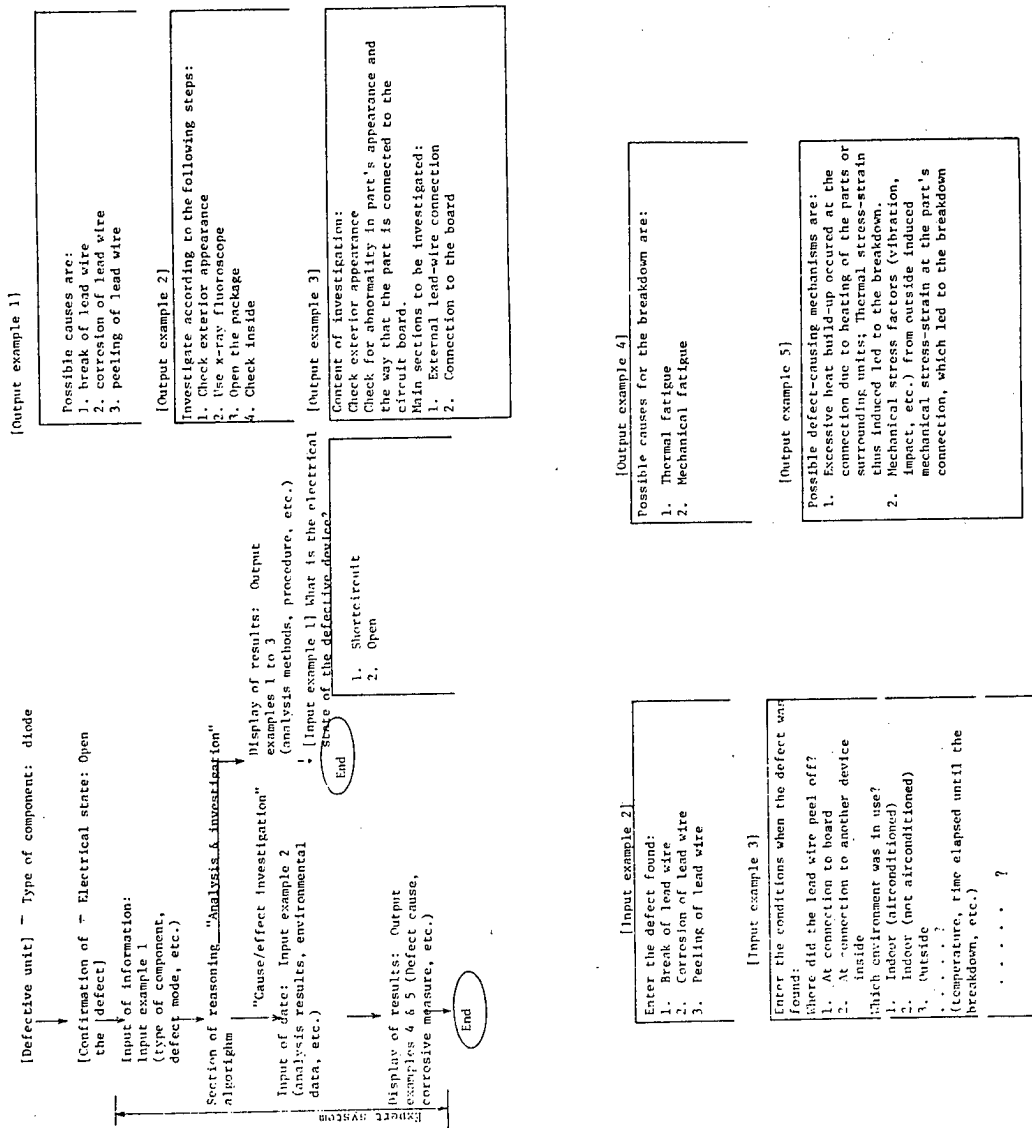 [Defective unit] - Type of component: diode
[Confirmation of - Electrical state: Open
the defect]
Input of information:
Input example 1
(type of component,
defect mode, etc.)
Section of reasoning "Analysis & investigation"
algorighm
"Cause/effect investigation"
Input of date: Input example 2
(analysis results, environmental
data, etc.)
Display of results: Output
examples 4 & 5 (Defect cause,
corrosive measure, etc.)
End
Expert system
Display of results: Output
examples 1 to 3
(analysis methods, procedure, etc.)
End
[Input example 1] What is the electrical
state of the defective device?
1. Shortcircuit
2. Open
[Output example 1]
Possible causes are:
1. break of lead wire
2. corrosion of lead wire
3. peeling of lead wire
[Output example 2]
Investigate according to the following steps:
1. Check exterior appearance
2. Use x-ray fluoroscope
3. Open the package
4. Check inside
[Output example 3]
Content of investigation:
Check exterior appearance
Check for abnormality in part's appearance and
the way that the part is connected to the
circuit board.
Main sections to be investigated:
1. External lead-wire connection
2. Connection to the board
[Input example 2]
Enter the defect found:
1. Break of lead wire
2. Corrosion of lead wire
3. Peeling of lead wire
[Input example 3]
Enter the conditions when the defect was
found:
Where did the lead wire peel off?
1. At connection to board
2. At connection to another device
inside
Which environment was in use?
1. Indoor (airconditioned)
2. Indoor (not airconditioned)
3. Outside
. . . . . ?
(temperature, time elapsed until the
breakdown, etc.)
. . . . . ?
[Output example 4]
Possible causes for the breakdown are:
1. Thermal fatigue
2. Mechanical fatigue
[Output example 5]
Possible defect-causing mechanisms are:
1. Excessive heat build-up occured at the
connection due to heating of the parts or
surrounding units; Thermal stress-strain
thus induced led to the breakdown.
2. Mechanical stress factors (vibration,
impact, etc.) from outside induced
mechanical stress-strain at the part's
connection, which led to the breakdown